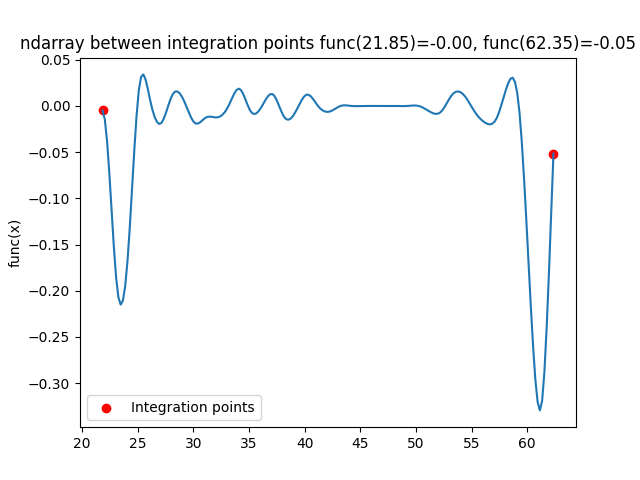 ndarray between integration points func(21.85)=-0.00, func(62.35)=-0.05
0.05
0.00
−0.05
−0.10
−0.15
−0.20
−0.25
−0.30
func(x)
Integration points
20 25 30 35 40 45 50 55 60